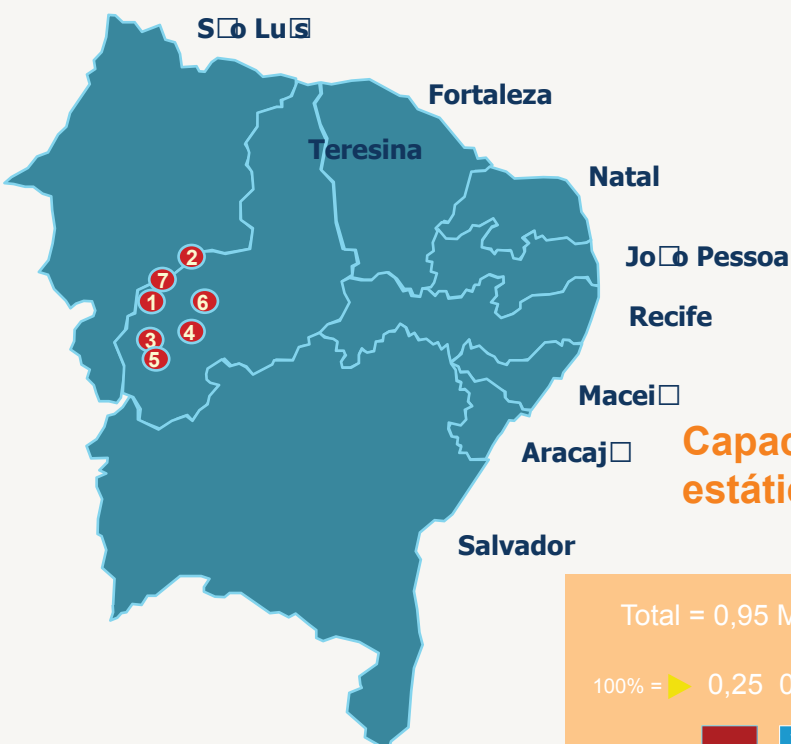 S□o Lu□s
Fortaleza
Teresina
Natal
Jo□o Pessoa
Recife
Macei□
Aracaj□
Salvador
2
7
1
6
3
4
5
Capac
estátic
Total = 0,95 M
100% = 0,25 0